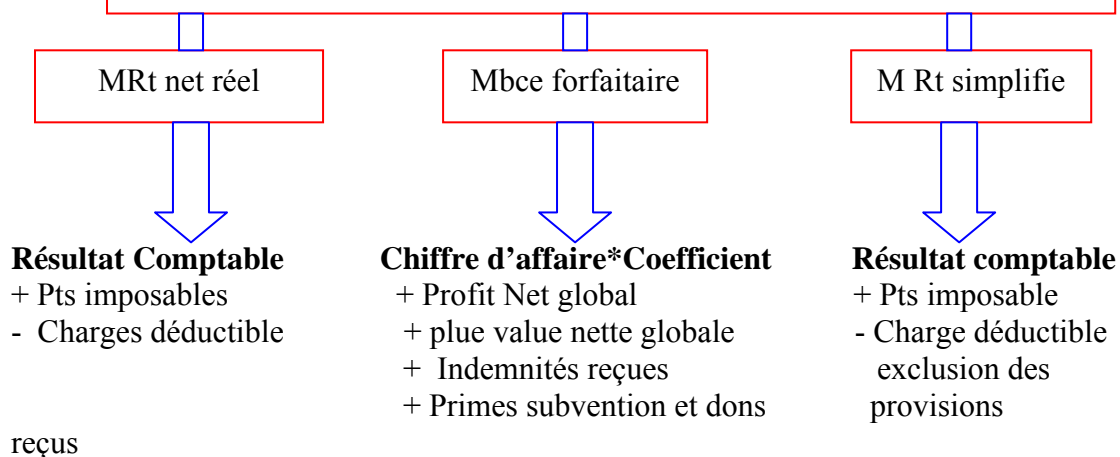 MRt net réel
Mbce forfaitaire
M Rt simplifie
Résultat Comptable
+ Pts imposables
- Charges déductible
Chiffre d'affaire*Coefficient
+ Profit Net global
+ plue value nette globale
+ Indemnités reçues
+ Primes subvention et dons
reçus
Résultat comptable
+ Pts imposable
- Charge déductible
exclusion des
provisions